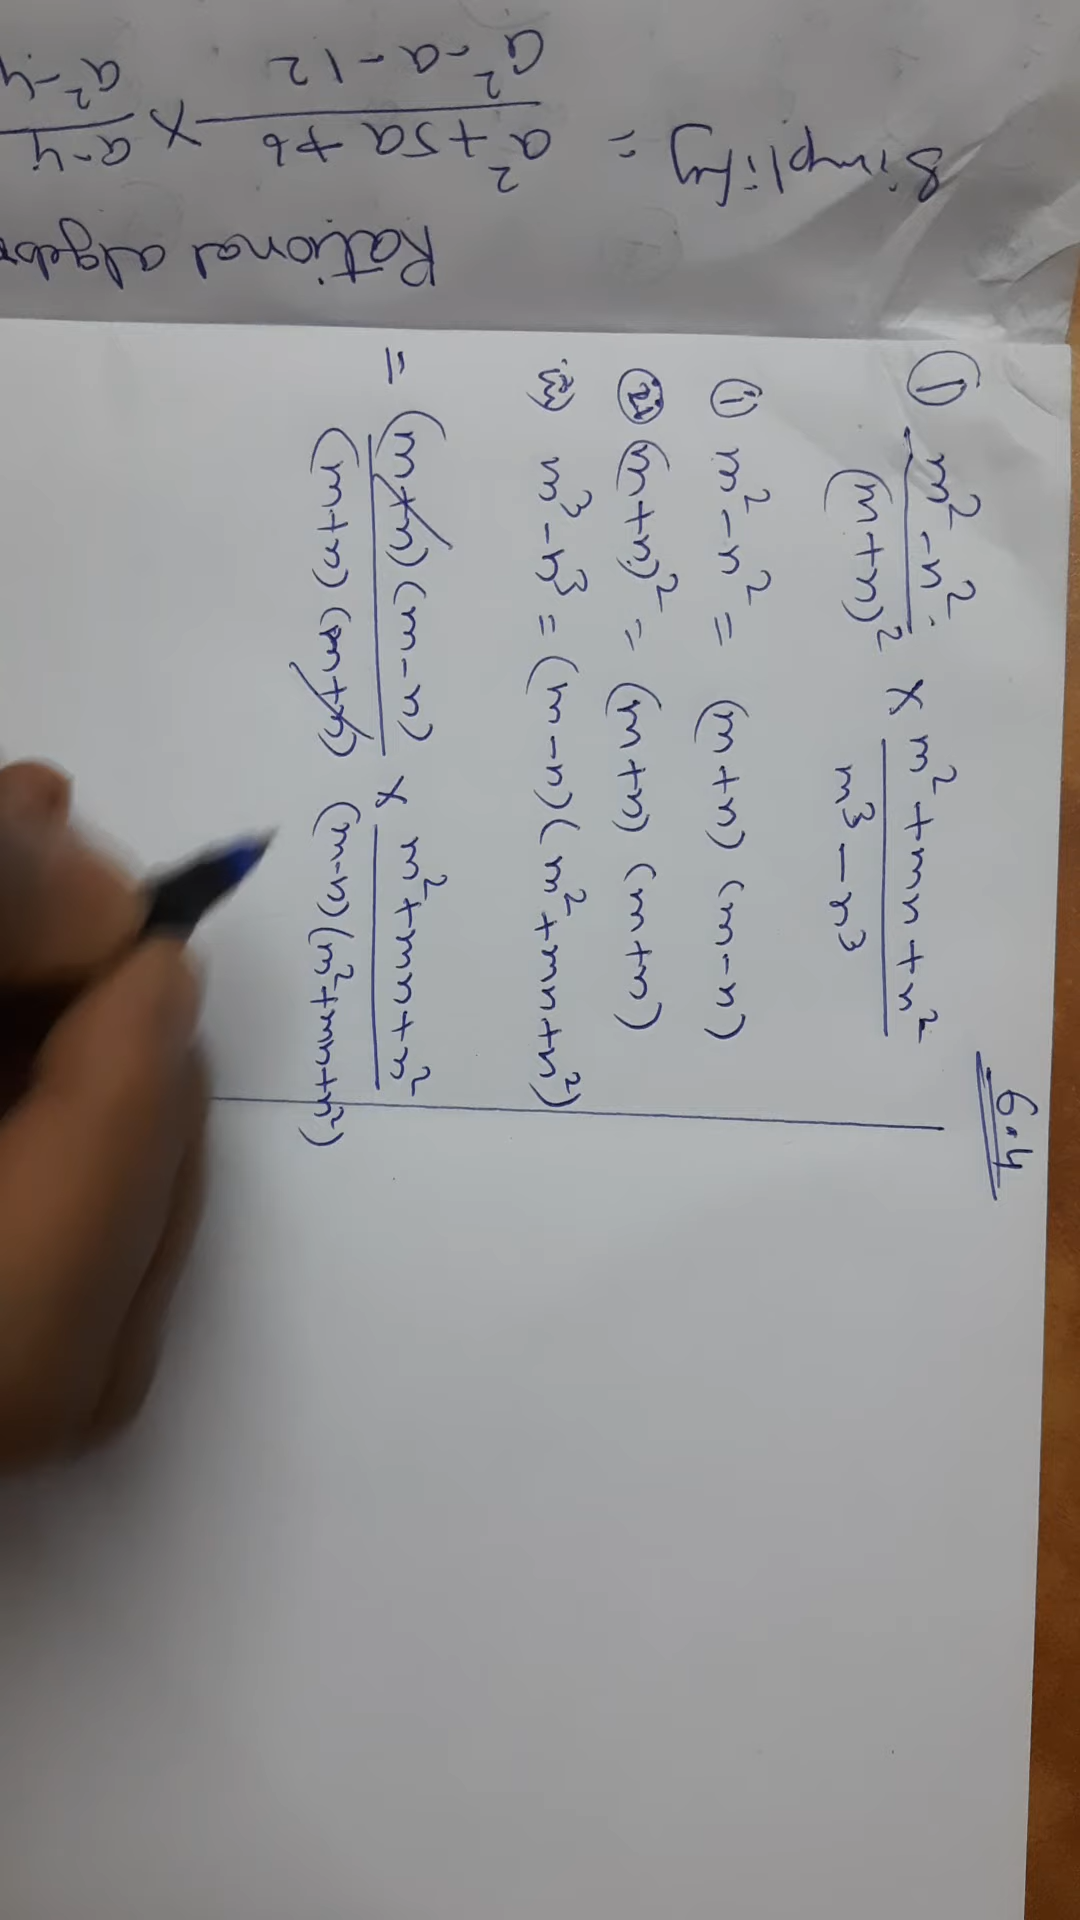 6.4
① m² - n² / (m+n)² × m² + mn + n² / m³ - n³
(i) m² - n² = (m+n) (m-n)
(ii) (m+n)² = (m+n) (m+n)
(iii) m³ - n³ = (m-n) (m² + mn + n²)
= (m+n) (m-n) / (m+n) (m+n) × m² + mn + n² / (m-n) (m² + mn + n²)
Rational
Simplify = a² + 5a + 6 / a² - a - 12 × a-4 / a² - 4